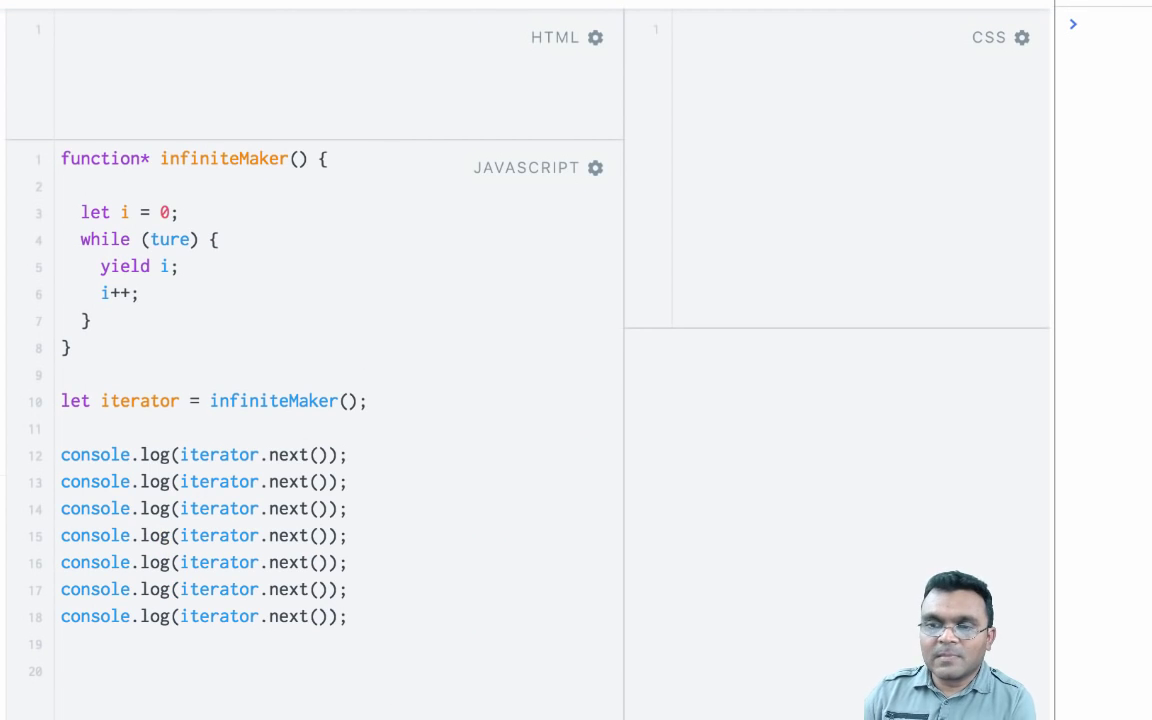 1
HTML
1
CSS
>
1 function* infiniteMaker() {
JAVASCRIPT
2
3 let i = 0;
4 while (ture) {
5 yield i;
6 i++;
7 }
8 }
9
10 let iterator = infiniteMaker();
11
12 console.log(iterator.next());
13 console.log(iterator.next());
14 console.log(iterator.next());
15 console.log(iterator.next());
16 console.log(iterator.next());
17 console.log(iterator.next());
18 console.log(iterator.next());
19
20